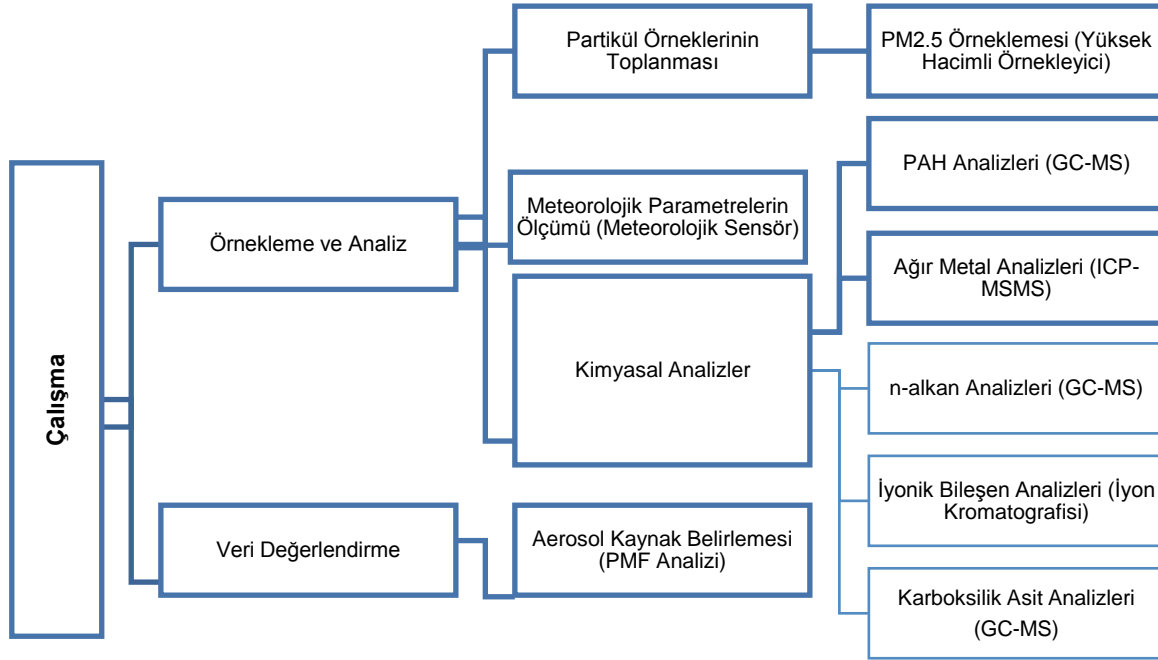 Çalışma
Örnekleme ve Analiz
Partikül Örneklerinin
Toplanması
PM2.5 Örneklemesi (Yüksek
Hacimli Örnekleyici)
Meteorolojik Parametrelerin
Ölçümü (Meteorolojik Sensör)
Kimyasal Analizler
PAH Analizleri (GC-MS)
Ağır Metal Analizleri (ICP-
MSMS)
n-alkan Analizleri (GC-MS)
İyonik Bileşen Analizleri (İyon
Kromatografisi)
Karboksilik Asit Analizleri
(GC-MS)
Veri Değerlendirme
Aerosol Kaynak Belirlemesi
(PMF Analizi)